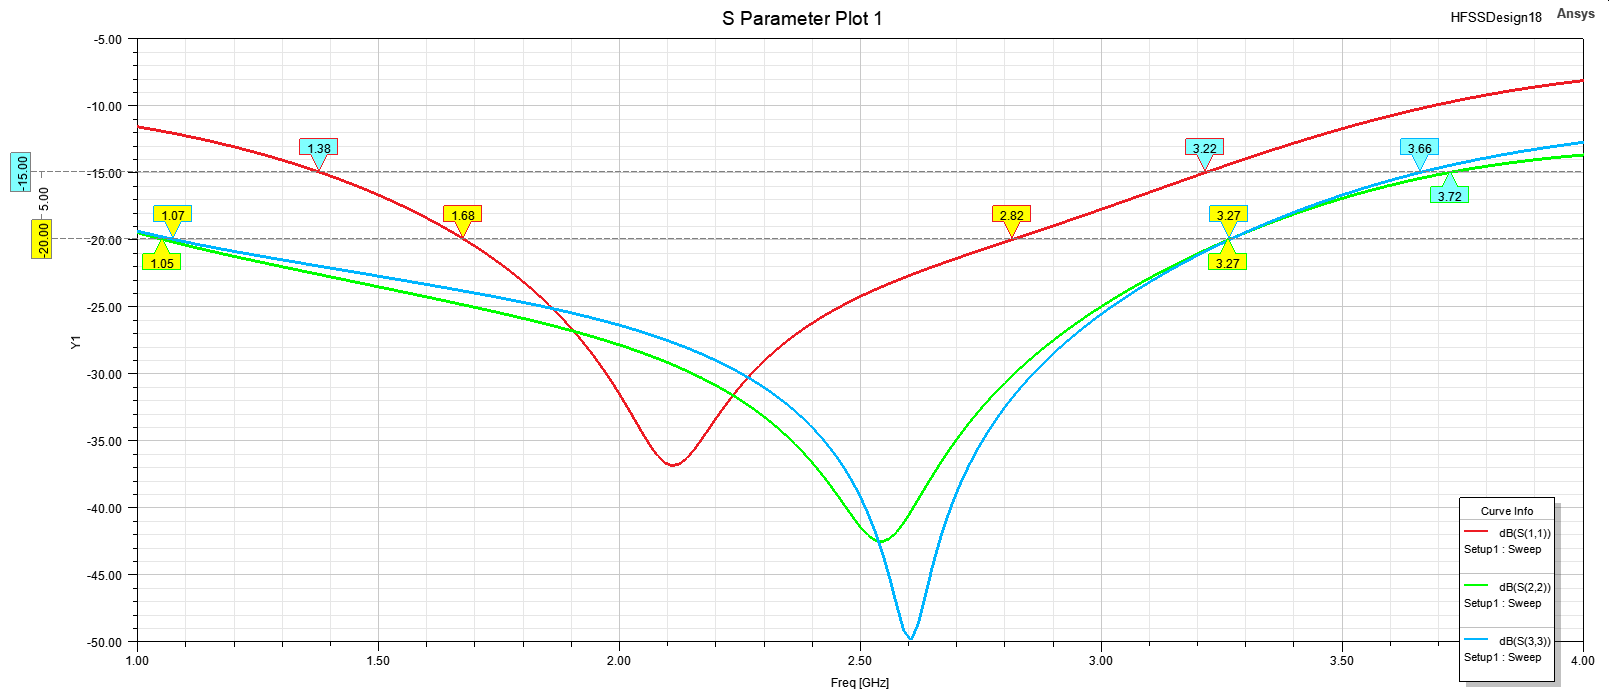 S Parameter Plot 1
HFSSDesign18
Ansys
-5.00
-10.00
-15.00
-20.00
-25.00
-30.00
-35.00
-40.00
-45.00
-50.00
Y1
-15.00
5.00
-20.00
1.38
3.22
3.66
3.72
1.07
1.05
1.68
2.82
3.27
3.27
Curve Info
dB(S(1,1))
Setup1 : Sweep
dB(S(2,2))
Setup1 : Sweep
dB(S(3,3))
Setup1 : Sweep
1.00 1.50 2.00 2.50 3.00 3.50 4.00
Freq [GHz]